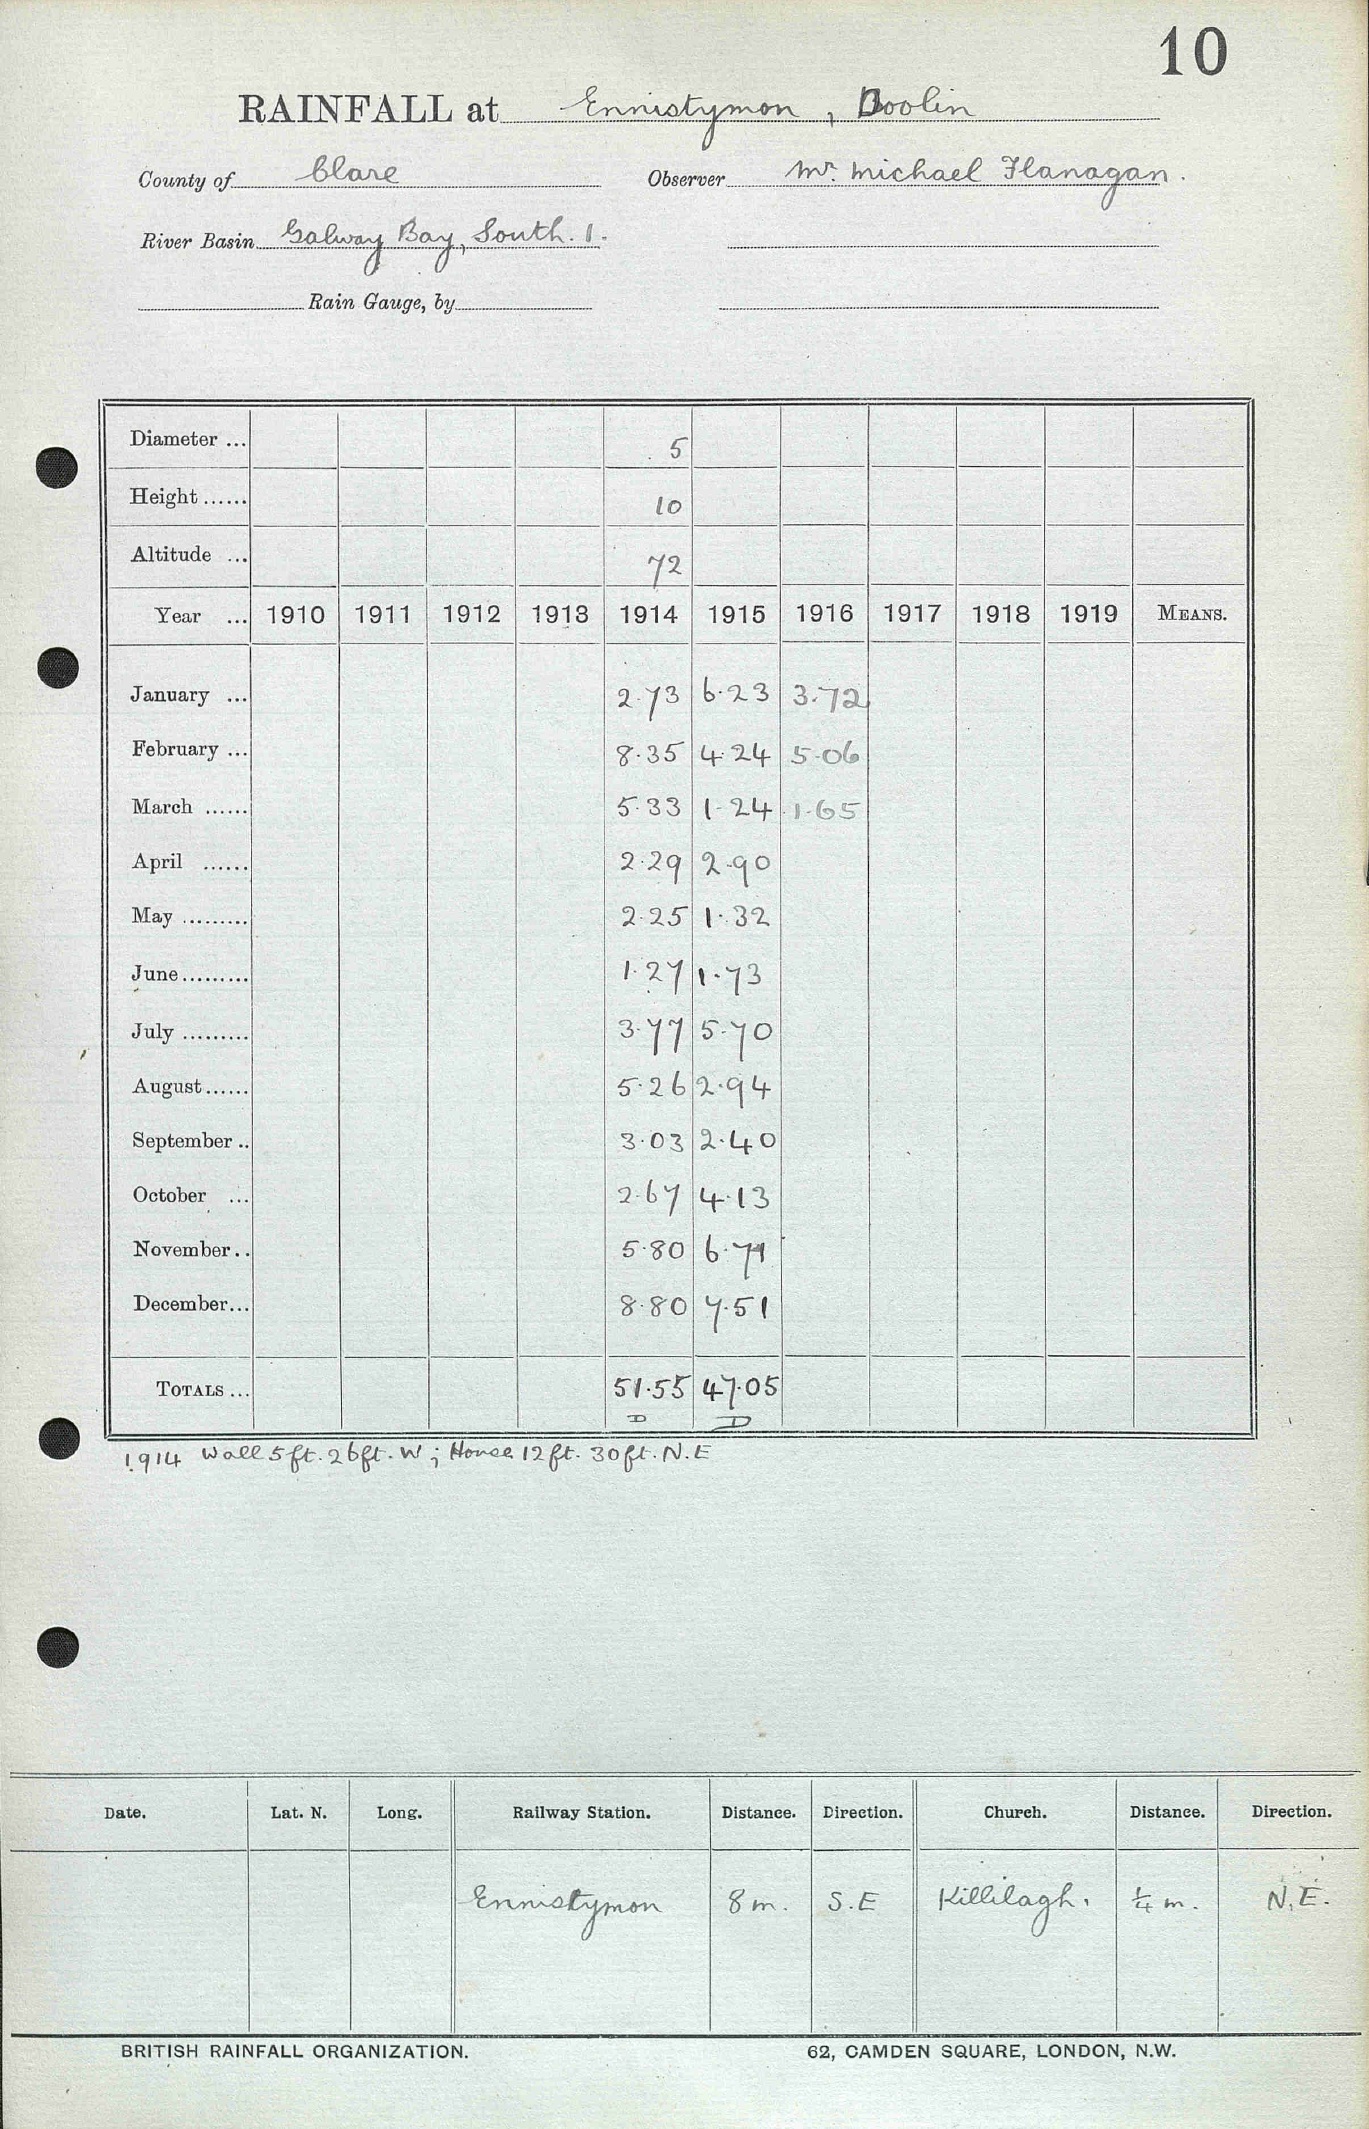 10
RAINFALL at Ennistymon, Doolin
County of Clare Observer Mr. Michael Flanagan.
River Basin Galway Bay, South. 1.
Rain Gauge, by
Diameter ... 5
Height ...... 10
Altitude ... 72
Year ... 1910 1911 1912 1913 1914 1915 1916 1917 1918 1919 MEANS.
January ... 2.73 6.23 3.72
February ... 8.35 4.24 5.06
March ...... 5.33 1.24 1.65
April ...... 2.29 2.90
May ......... 2.25 1.32
June ......... 1.27 1.73
July ......... 3.77 5.70
August ...... 5.26 2.94
September .. 3.03 2.40
October ... 2.67 4.13
November .. 5.80 6.71
December ... 8.80 7.51
TOTALS ... 51.55 47.05
D D
1914 Wall 5ft. 26ft. W; House 12ft. 30ft. N.E
Date. Lat. N. Long. Railway Station. Distance. Direction. Church. Distance. Direction.
Ennistymon 8 m. S.E Killilagh. ¼ m. N.E.
BRITISH RAINFALL ORGANIZATION. 62, CAMDEN SQUARE, LONDON, N.W.